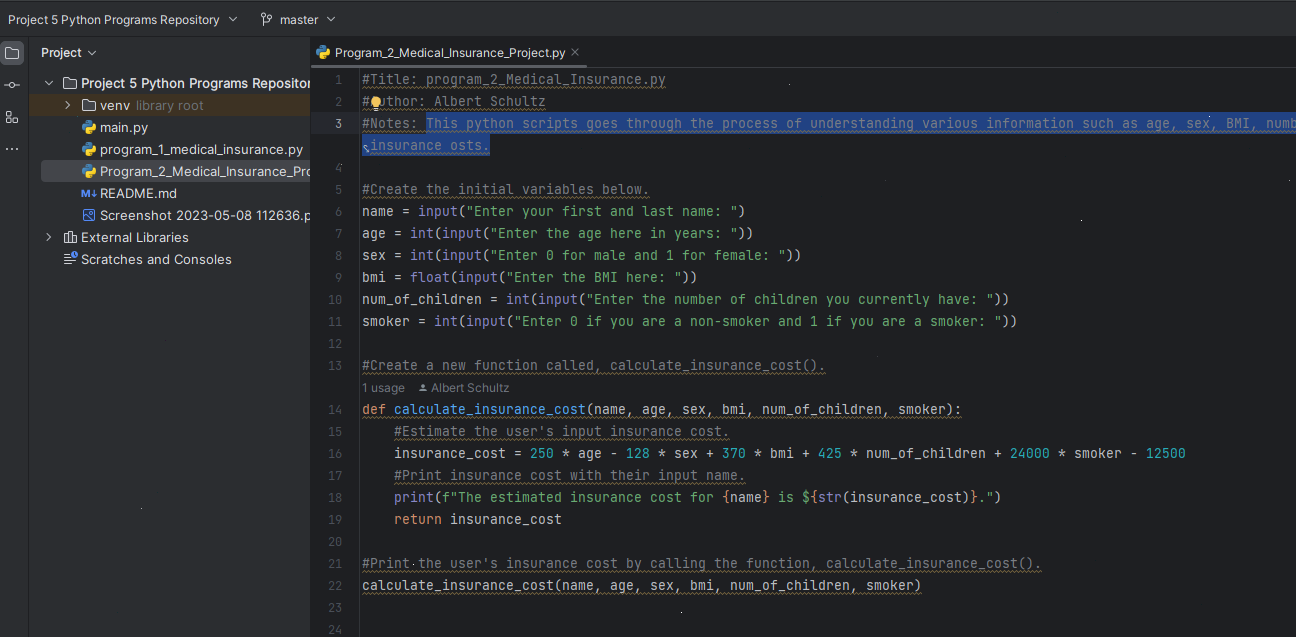 Project 5 Python Programs Repository master
Project
Program_2_Medical_Insurance_Project.py
Project 5 Python Programs Repositor
venv library root
main.py
program_1_medical_insurance.py
Program_2_Medical_Insurance_Pro
M↓ README.md
Screenshot 2023-05-08 112636.p
External Libraries
Scratches and Consoles
1 #Title: program_2_Medical_Insurance.py
2 #Author: Albert Schultz
3 #Notes: This python scripts goes through the process of understanding various information such as age, sex, BMI, numb
insurance osts.
4
5 #Create the initial variables below.
6 name = input("Enter your first and last name: ")
7 age = int(input("Enter the age here in years: "))
8 sex = int(input("Enter 0 for male and 1 for female: "))
9 bmi = float(input("Enter the BMI here: "))
10 num_of_children = int(input("Enter the number of children you currently have: "))
11 smoker = int(input("Enter 0 if you are a non-smoker and 1 if you are a smoker: "))
12
13 #Create a new function called, calculate_insurance_cost().
1 usage Albert Schultz
14 def calculate_insurance_cost(name, age, sex, bmi, num_of_children, smoker):
15 #Estimate the user's input insurance cost.
16 insurance_cost = 250 * age - 128 * sex + 370 * bmi + 425 * num_of_children + 24000 * smoker - 12500
17 #Print insurance cost with their input name.
18 print(f"The estimated insurance cost for {name} is ${str(insurance_cost)}.")
19 return insurance_cost
20
21 #Print the user's insurance cost by calling the function, calculate_insurance_cost().
22 calculate_insurance_cost(name, age, sex, bmi, num_of_children, smoker)
23
24